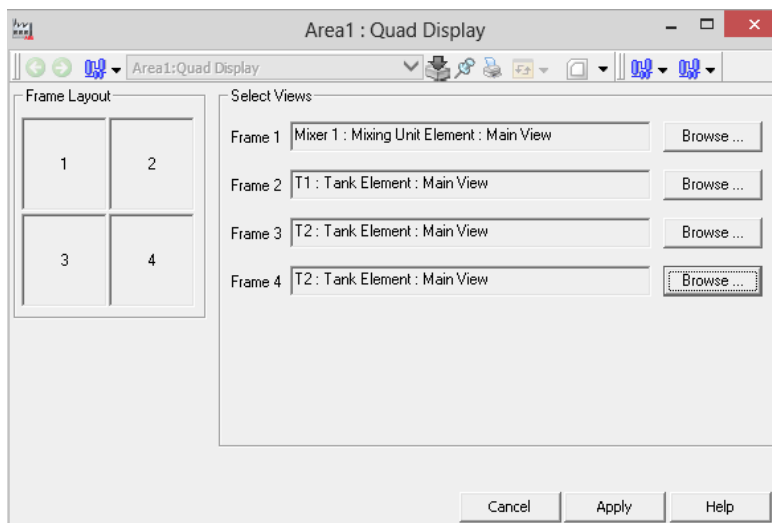 Area1 : Quad Display
Area1:Quad Display
Frame Layout
1
2
3
4
Select Views
Frame 1 Mixer 1 : Mixing Unit Element : Main View Browse ...
Frame 2 T1 : Tank Element : Main View Browse ...
Frame 3 T2 : Tank Element : Main View Browse ...
Frame 4 T2 : Tank Element : Main View Browse ...
Cancel Apply Help